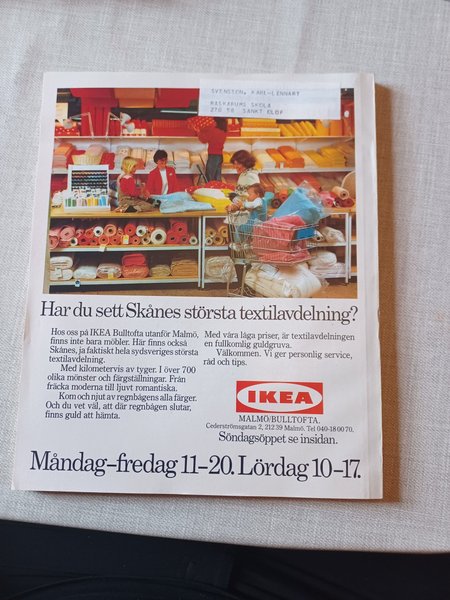 SVENSTON, KARL-LENNART
RASKARUMS SKOLA
270 56 SANKT OLOF
Har du sett Skånes största textilavdelning?
Hos oss på IKEA Bulltofta utanför Malmö,
finns inte bara möbler. Här finns också
Skånes, ja faktiskt hela sydsveriges största
textilavdelning.
Med kilometervis av tyger. I över 700
olika mönster och färgställningar. Från
fräcka moderna till ljuvt romantiska.
Kom och njut av regnbågens alla färger.
Och du vet väl, att där regnbågen slutar,
finns guld att hämta.
Med våra låga priser, är textilavdelningen
en fullkomlig guldgruva.
Välkommen. Vi ger personlig service,
råd och tips.
IKEA
MALMÖ/BULLTOFTA.
Cederströmsgatan 2, 212 39 Malmö. Tel 040-18 00 70.
Söndagsöppet se insidan.
Måndag–fredag 11–20. Lördag 10–17.